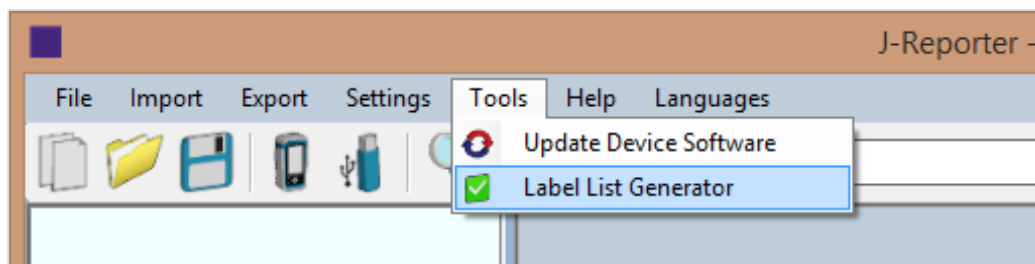 J-Reporter -
File Import Export Settings Tools Help Languages
Update Device Software
Label List Generator